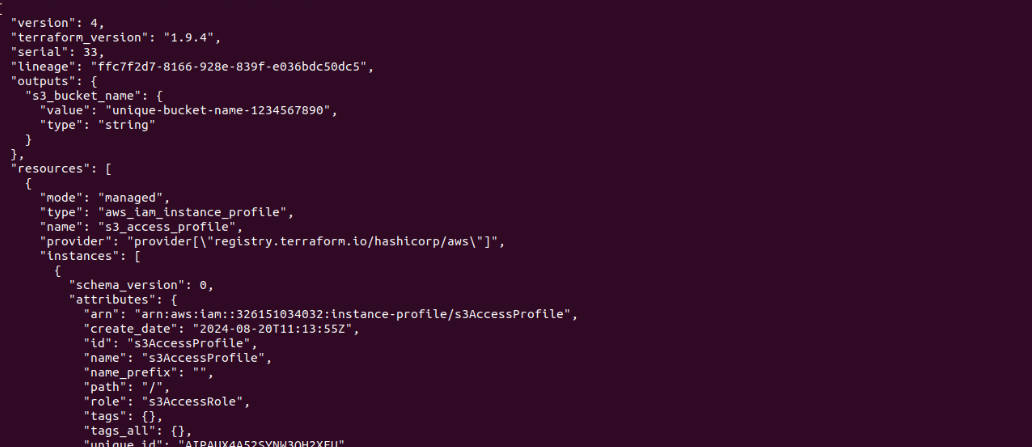 {
"version": 4,
"terraform_version": "1.9.4",
"serial": 33,
"lineage": "ffc7f2d7-8166-928e-839f-e036bdc50dc5",
"outputs": {
"s3_bucket_name": {
"value": "unique-bucket-name-1234567890",
"type": "string"
}
},
"resources": [
{
"mode": "managed",
"type": "aws_iam_instance_profile",
"name": "s3_access_profile",
"provider": "provider[\"registry.terraform.io/hashicorp/aws\"]",
"instances": [
{
"schema_version": 0,
"attributes": {
"arn": "arn:aws:iam::326151034032:instance-profile/s3AccessProfile",
"create_date": "2024-08-20T11:13:55Z",
"id": "s3AccessProfile",
"name": "s3AccessProfile",
"name_prefix": "",
"path": "/",
"role": "s3AccessRole",
"tags": {},
"tags_all": {},
"unique_id":